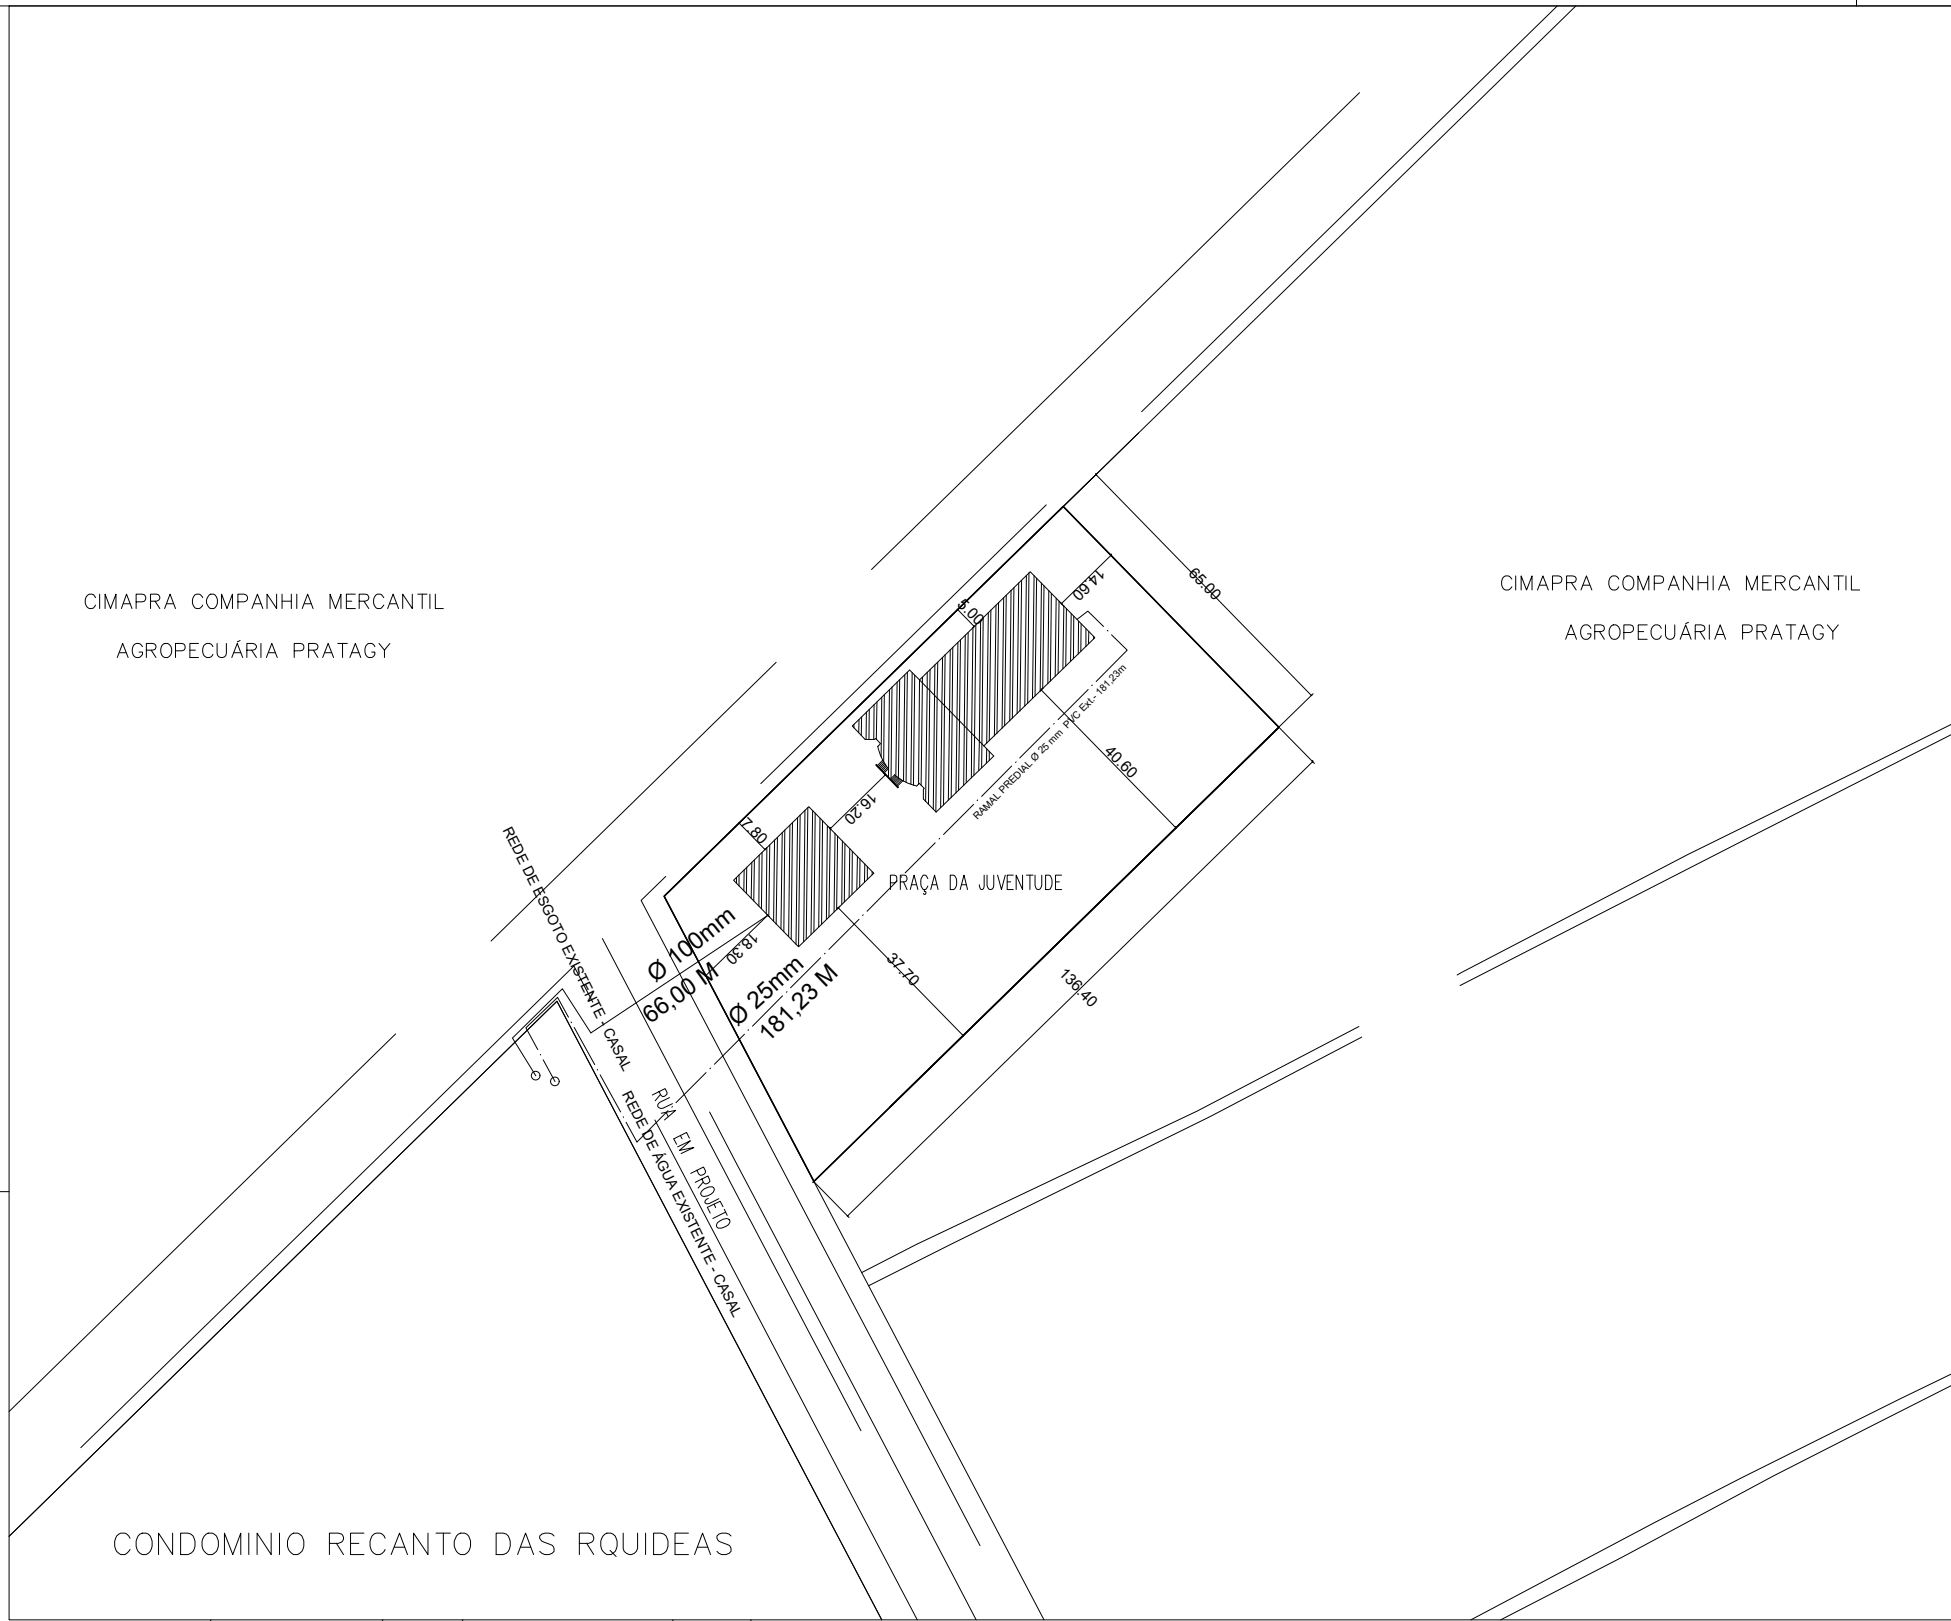 CIMAPRA COMPANHIA MERCANTIL
AGROPECUÁRIA PRATAGY
CIMAPRA COMPANHIA MERCANTIL
AGROPECUÁRIA PRATAGY
65.00
14.60
5.00
RAMAL PREDIAL Ø 25 mm PVC Ext.- 181,23m
40.60
16.20
7.80
PRAÇA DA JUVENTUDE
REDE DE ESGOTO EXISTENTE - CASAL
Ø 100mm
66,00 M
18.30
Ø 25mm
181,23 M
37.70
136.40
RUA EM PROJETO
REDE DE ÁGUA EXISTENTE - CASAL
CONDOMINIO RECANTO DAS RQUIDEAS